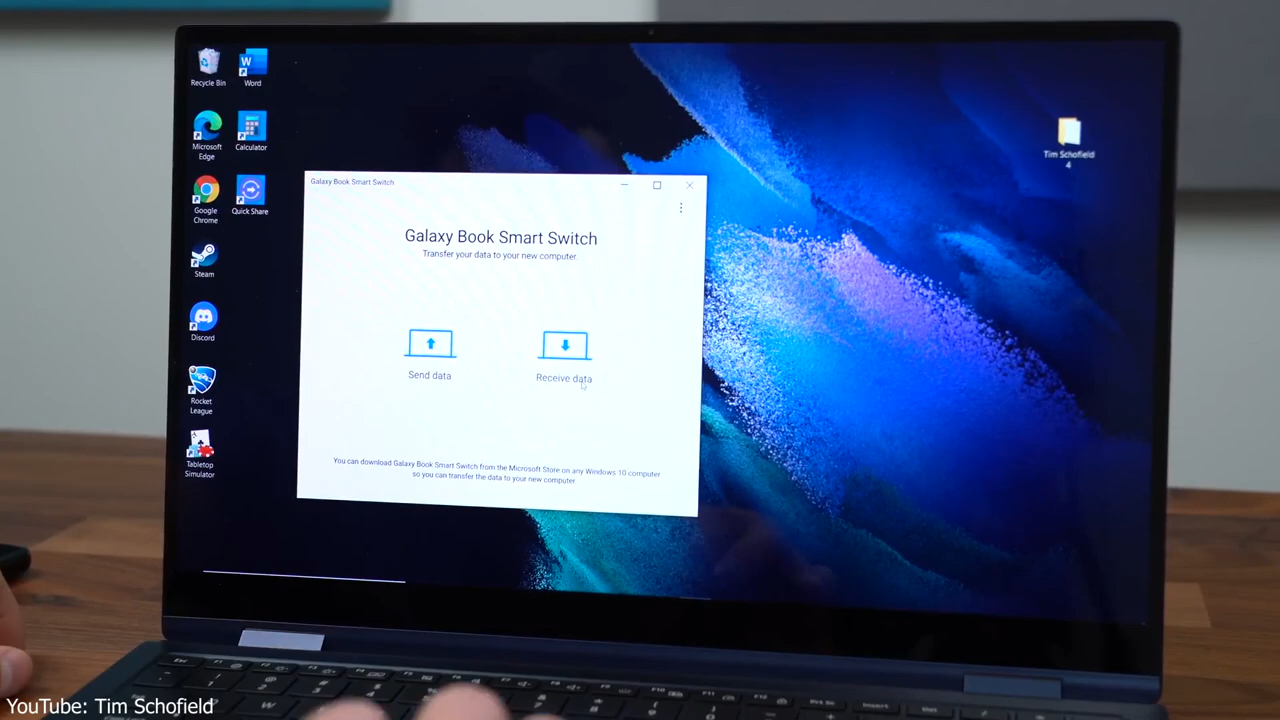 Recycle Bin
Word
Microsoft
Edge
Calculator
Google
Chrome
Quick Share
Steam
Discord
Rocket
League
Tabletop
Simulator
Tim Schofield
4
Galaxy Book Smart Switch
Galaxy Book Smart Switch
Transfer your data to your new computer.
Send data
Receive data
You can download Galaxy Book Smart Switch from the Microsoft Store on any Windows 10 computer
so you can transfer the data to your new computer.
YouTube: Tim Schofield